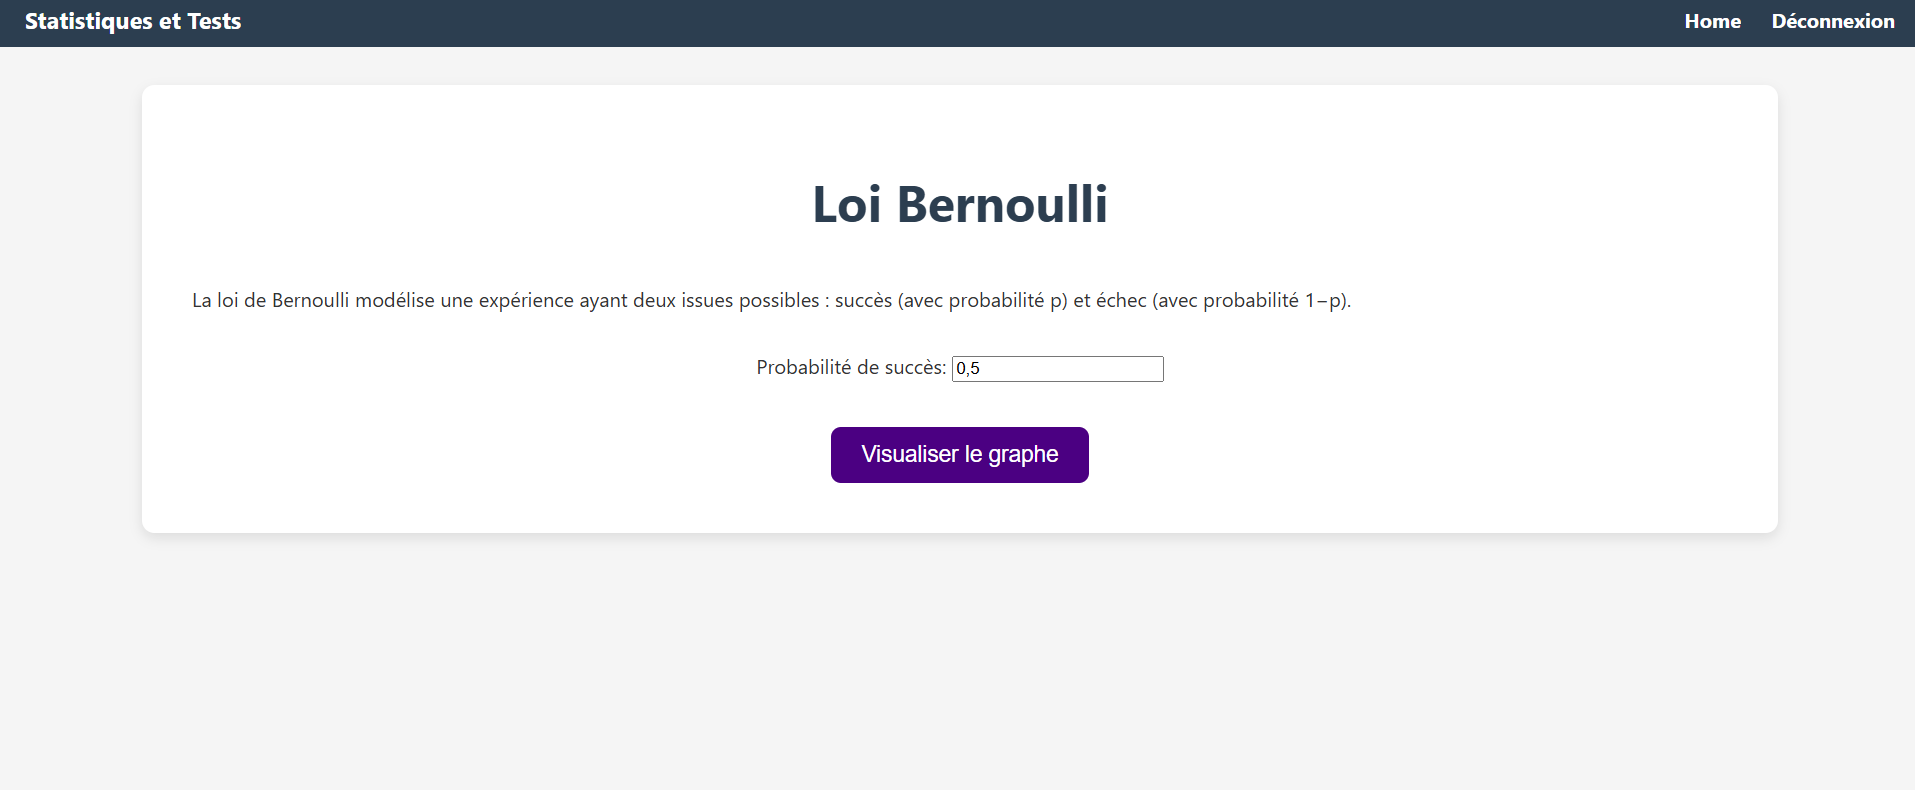 Statistiques et Tests
Home
Déconnexion
Loi Bernoulli
La loi de Bernoulli modélise une expérience ayant deux issues possibles : succès (avec probabilité p) et échec (avec probabilité 1−p).
Probabilité de succès: 0,5
Visualiser le graphe